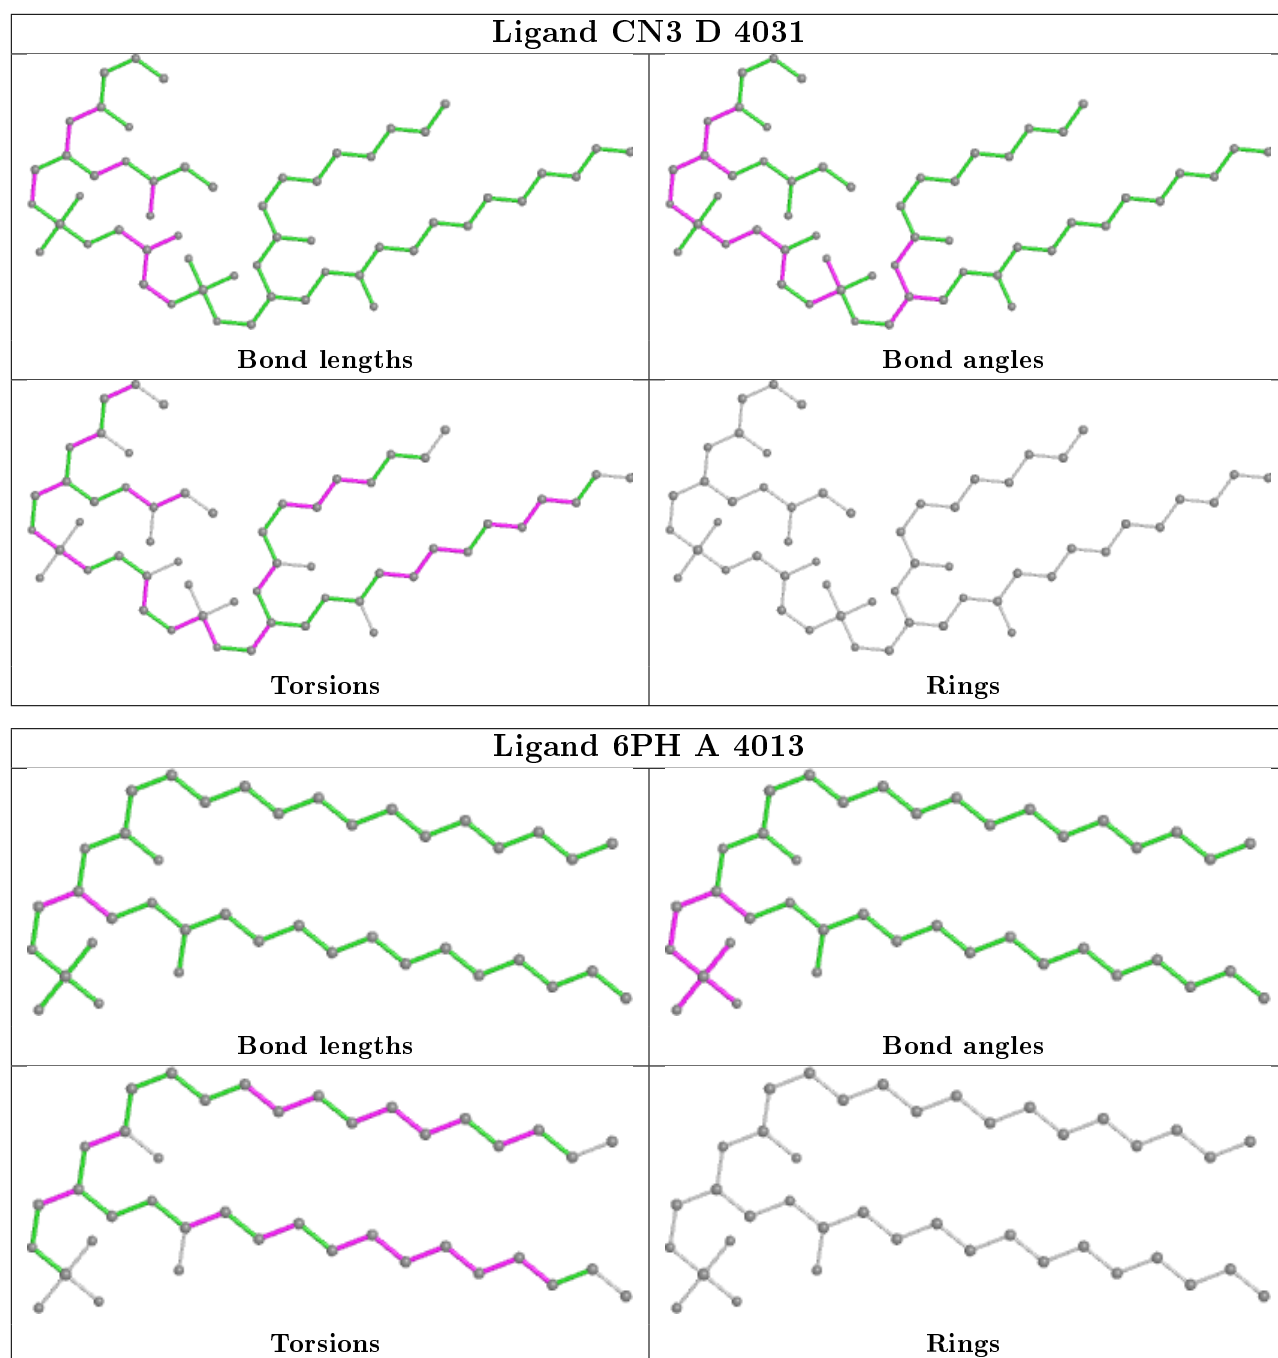 Ligand CN3 D 4031
Bond lengths
Bond angles
Torsions
Rings
Ligand 6PH A 4013
Bond lengths
Bond angles
Torsions
Rings